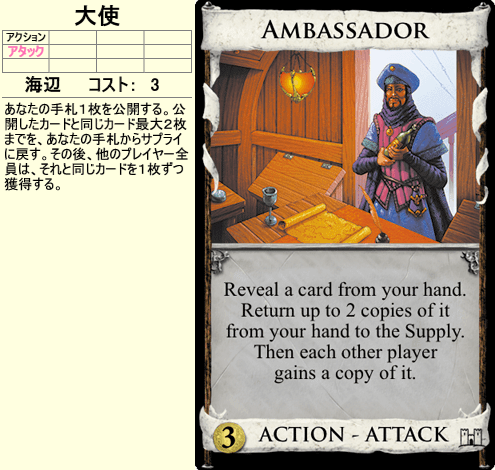 大使
アクション
アタック
海辺 コスト: 3
あなたの手札１枚を公開する。公
開したカードと同じカード最大２枚
までを、あなたの手札からサプライ
に戻す。その後、他のプレイヤー全
員は、それと同じカードを１枚ずつ
獲得する。
AMBASSADOR
Reveal a card from your hand.
Return up to 2 copies of it
from your hand to the Supply.
Then each other player
gains a copy of it.
3 ACTION - ATTACK